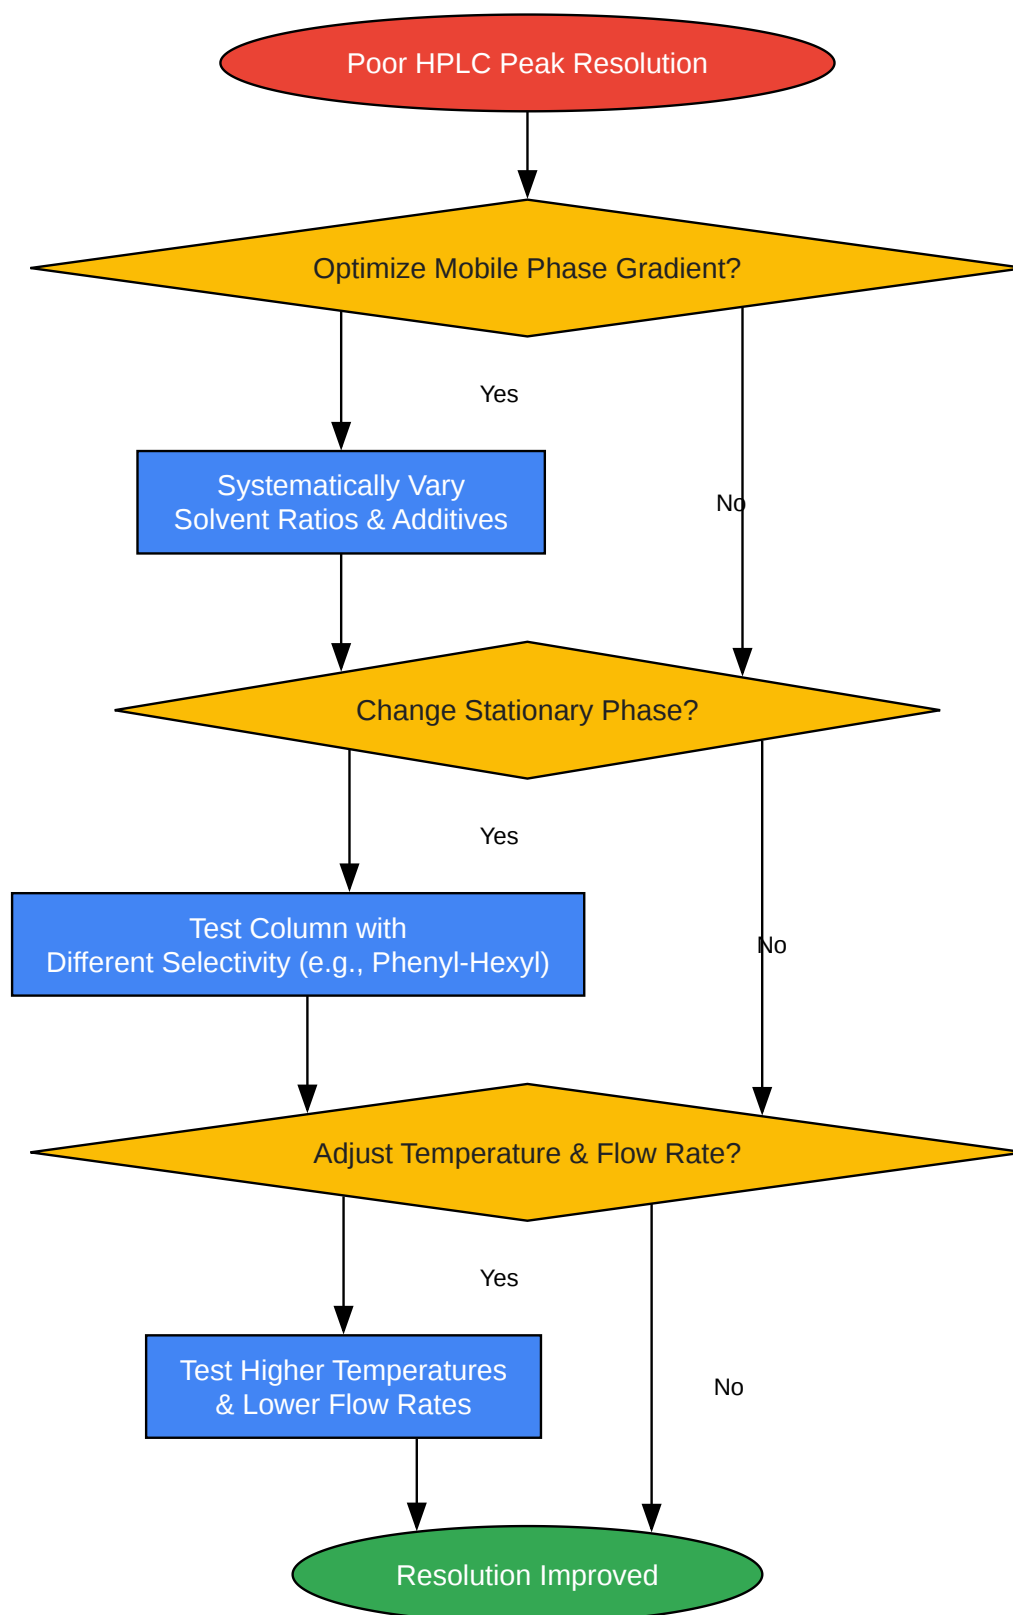 Poor HPLC Peak Resolution
Optimize Mobile Phase Gradient?
Yes
Systematically Vary
Solvent Ratios & Additives
No
Change Stationary Phase?
Yes
Test Column with
Different Selectivity (e.g., Phenyl-Hexyl)
No
Adjust Temperature & Flow Rate?
Yes
Test Higher Temperatures
& Lower Flow Rates
No
Resolution Improved